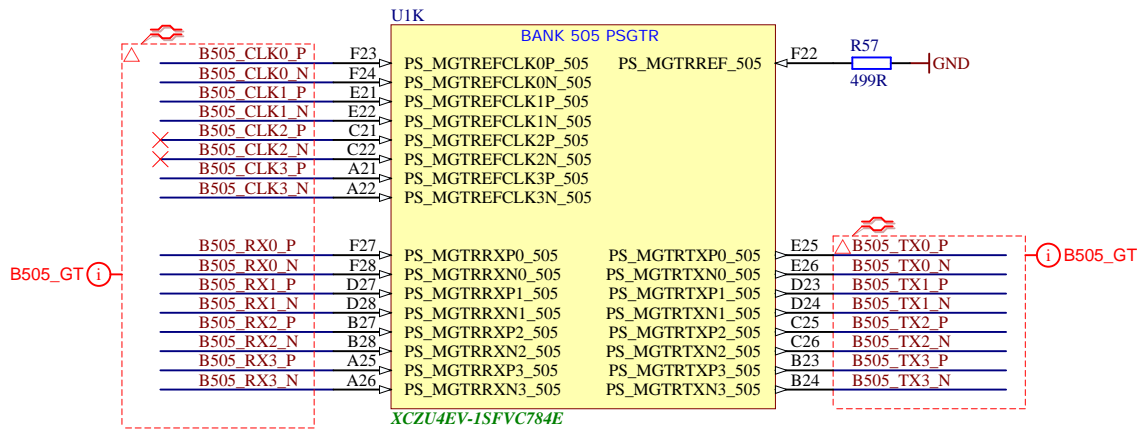 U1K
BANK 505 PSGTR
B505_CLK0_P F23 PS_MGTREFCLK0P_505 PS_MGTRREF_505 F22 R57 499R GND
B505_CLK0_N F24 PS_MGTREFCLK0N_505
B505_CLK1_P E21 PS_MGTREFCLK1P_505
B505_CLK1_N E22 PS_MGTREFCLK1N_505
B505_CLK2_P C21 PS_MGTREFCLK2P_505
B505_CLK2_N C22 PS_MGTREFCLK2N_505
B505_CLK3_P A21 PS_MGTREFCLK3P_505
B505_CLK3_N A22 PS_MGTREFCLK3N_505
B505_RX0_P F27 PS_MGTRRXP0_505 PS_MGTRTXP0_505 E25 B505_TX0_P
B505_GT i B505_RX0_N F28 PS_MGTRRXN0_505 PS_MGTRTXN0_505 E26 B505_TX0_N i B505_GT
B505_RX1_P D27 PS_MGTRRXP1_505 PS_MGTRTXP1_505 D23 B505_TX1_P
B505_RX1_N D28 PS_MGTRRXN1_505 PS_MGTRTXN1_505 D24 B505_TX1_N
B505_RX2_P B27 PS_MGTRRXP2_505 PS_MGTRTXP2_505 C25 B505_TX2_P
B505_RX2_N B28 PS_MGTRRXN2_505 PS_MGTRTXN2_505 C26 B505_TX2_N
B505_RX3_P A25 PS_MGTRRXP3_505 PS_MGTRTXP3_505 B23 B505_TX3_P
B505_RX3_N A26 PS_MGTRRXN3_505 PS_MGTRTXN3_505 B24 B505_TX3_N
XCZU4EV-1SFVC784E